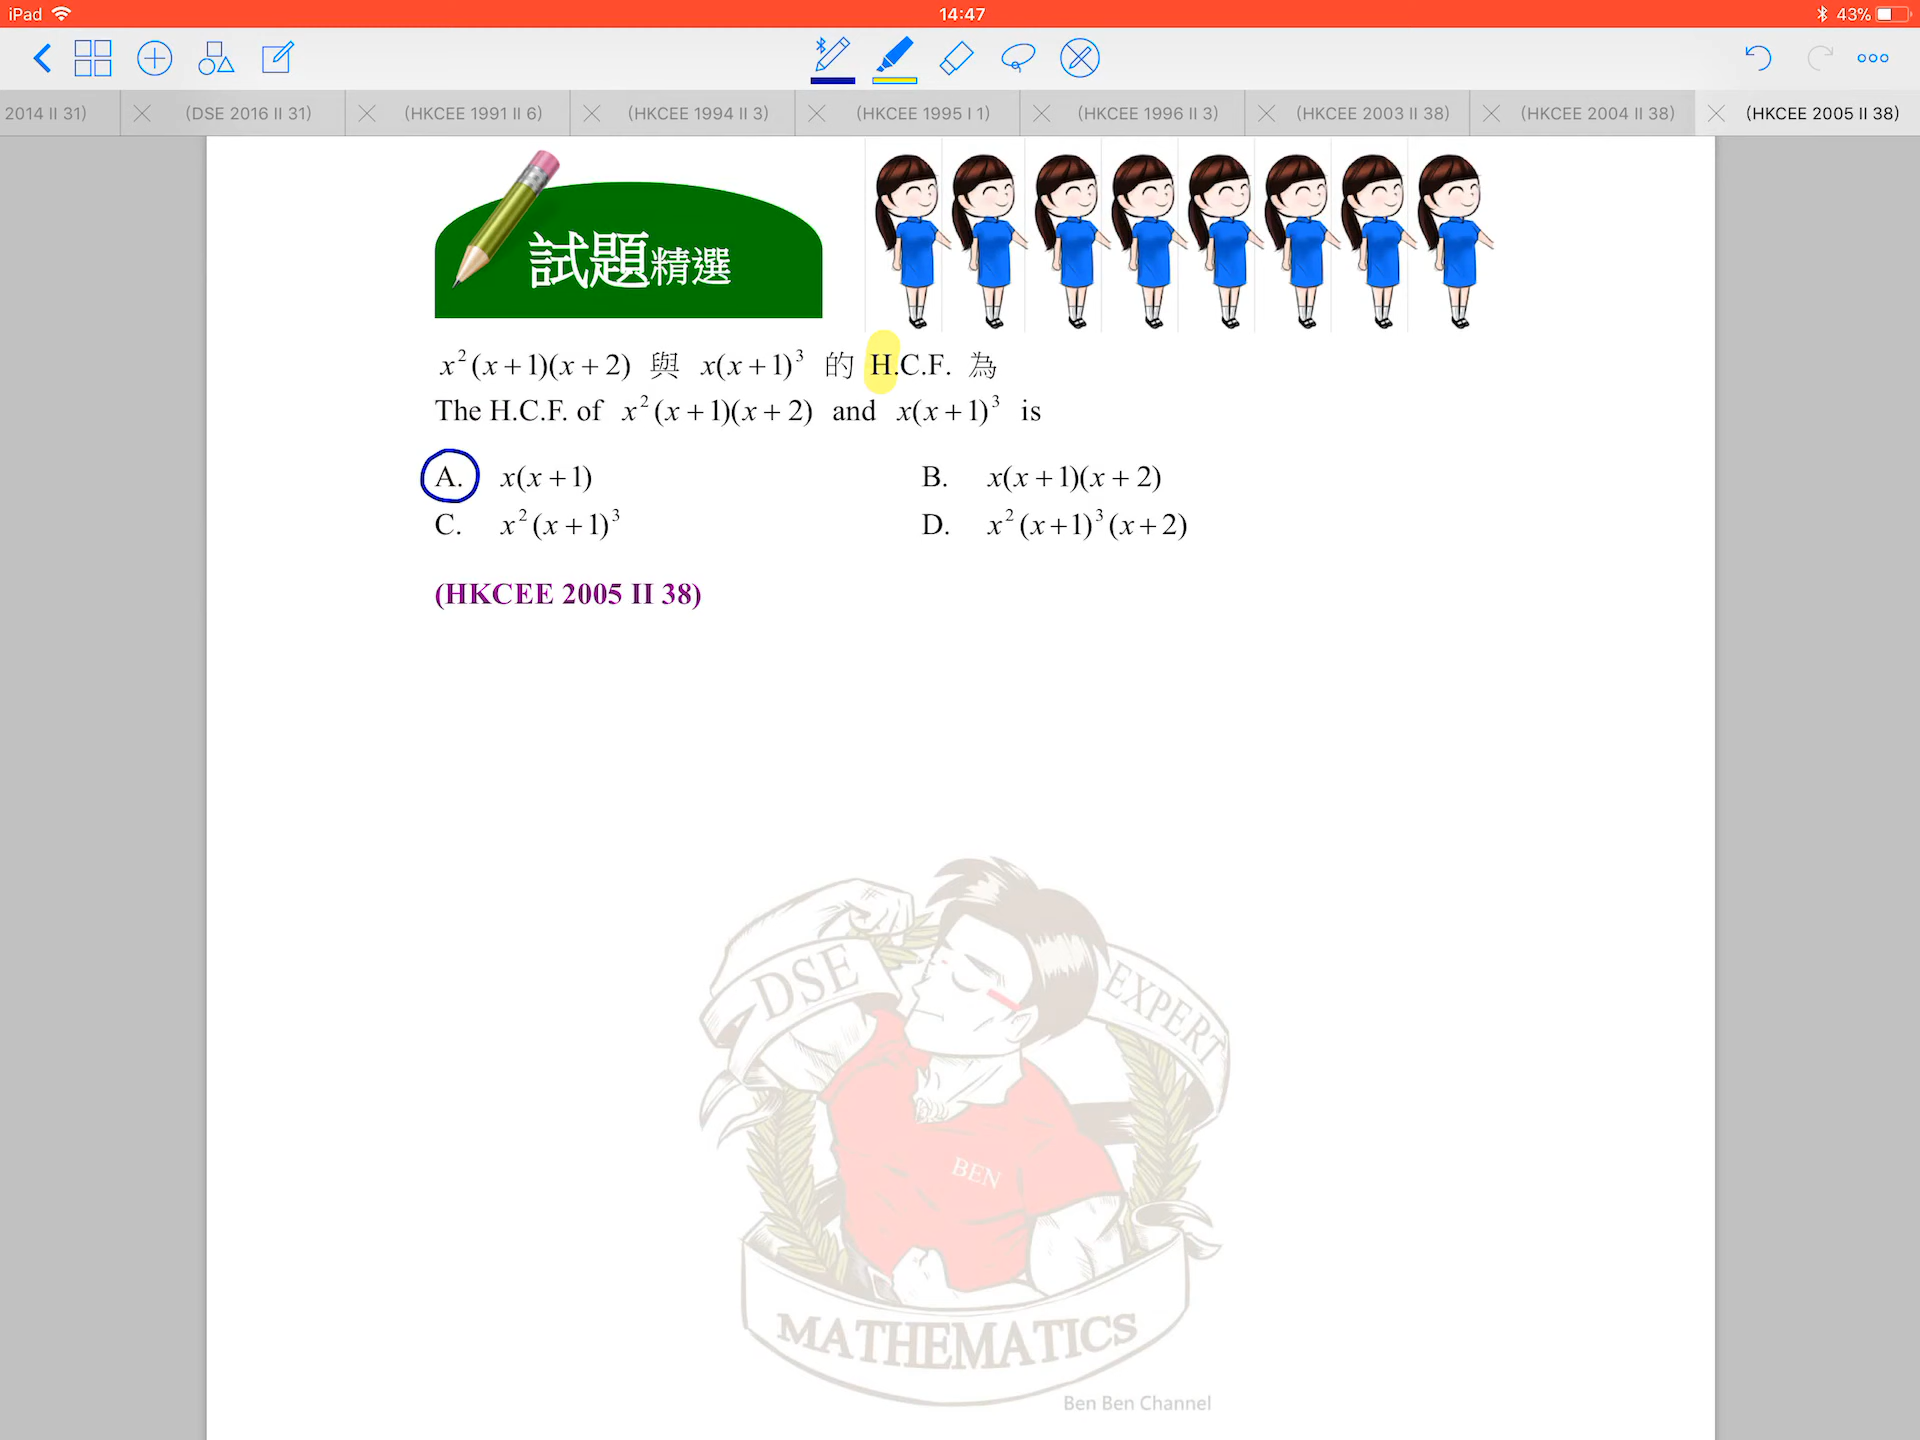 iPad
14:47
43%
2014 II 31)
(DSE 2016 II 31)
(HKCEE 1991 II 6)
(HKCEE 1994 II 3)
(HKCEE 1995 I 1)
(HKCEE 1996 II 3)
(HKCEE 2003 II 38)
(HKCEE 2004 II 38)
(HKCEE 2005 II 38)
試題精選
x²(x+1)(x+2) 與 x(x+1)³ 的 H.C.F. 為
The H.C.F. of x²(x+1)(x+2) and x(x+1)³ is
A. x(x+1)
B. x(x+1)(x+2)
C. x²(x+1)³
D. x²(x+1)³(x+2)
(HKCEE 2005 II 38)
DSE
EXPERT
BEN
MATHEMATICS
Ben Ben Channel